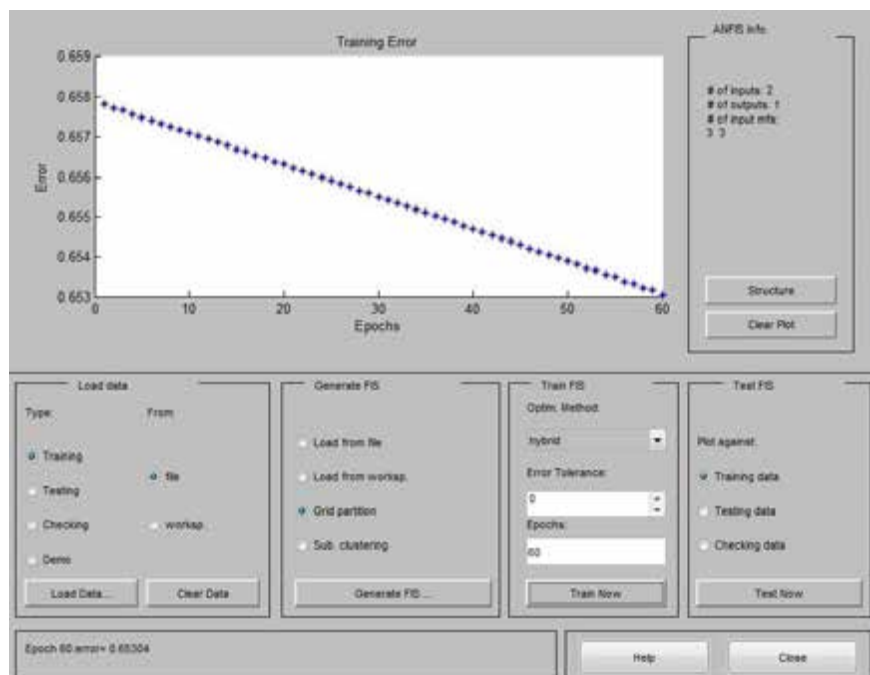 Training Error
0.659
0.658
0.657
0.656
0.655
0.654
0.653
Error
0 10 20 30 40 50 60
Epochs
ANFIS Info.
# of inputs: 2
# of outputs: 1
# of input mfs:
3 3
Structure
Clear Plot
Load data
Type:
From:
Training
Testing
Checking
Demo
file
worksp.
Load Data...
Clear Data
Generate FIS
Load from file
Load from worksp.
Grid partition
Sub. clustering
Generate FIS ...
Train FIS
Optim. Method:
hybrid
Error Tolerance:
0
Epochs:
60
Train Now
Test FIS
Plot against:
Training data
Testing data
Checking data
Test Now
Epoch 60:error= 0.65304
Help
Close